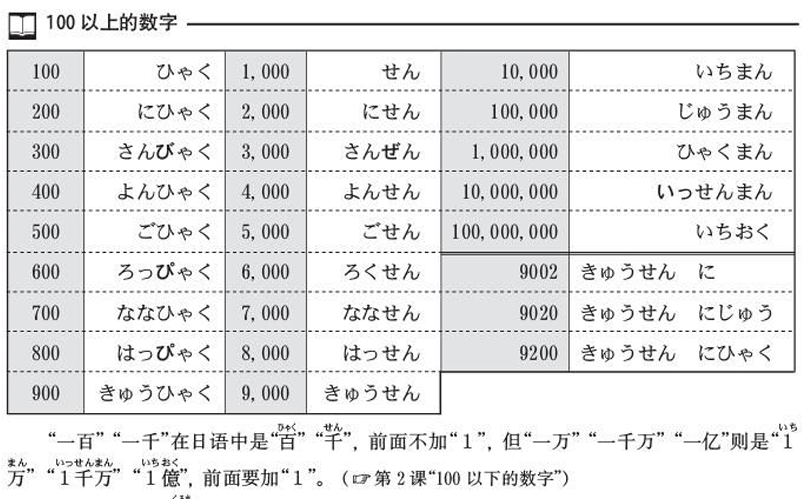 100 以上的数字
100 ひゃく 1,000 せん 10,000 いちまん
200 にひゃく 2,000 にせん 100,000 じゅうまん
300 さんびゃく 3,000 さんぜん 1,000,000 ひゃくまん
400 よんひゃく 4,000 よんせん 10,000,000 いっせんまん
500 ごひゃく 5,000 ごせん 100,000,000 いちおく
600 ろっぴゃく 6,000 ろくせん 9002 きゅうせん に
700 ななひゃく 7,000 ななせん 9020 きゅうせん にじゅう
800 はっぴゃく 8,000 はっせん 9200 きゅうせん にひゃく
900 きゅうひゃく 9,000 きゅうせん
ひゃく せん いち
“一百”“一千”在日语中是“百”“千”, 前面不加“1”, 但“一万”“一千万”“一亿”则是“1
まん いっせんまん いちおく
万”“1千万”“1億”, 前面要加“1”。(☞第 2 课“100 以下的数字”)